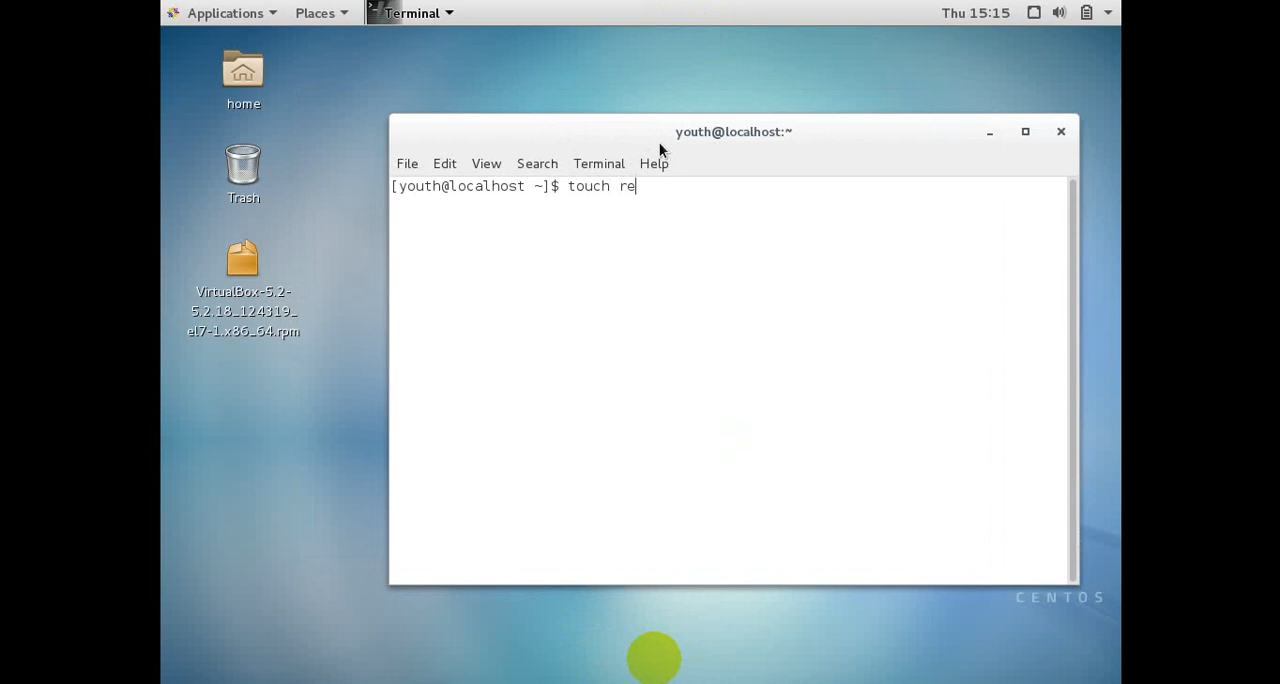 Applications Places Terminal Thu 15:15
home
Trash
VirtualBox-5.2-
5.2.18_124319_
el7-1.x86_64.rpm
youth@localhost:~
File Edit View Search Terminal Help
[youth@localhost ~]$ touch re
CENTOS